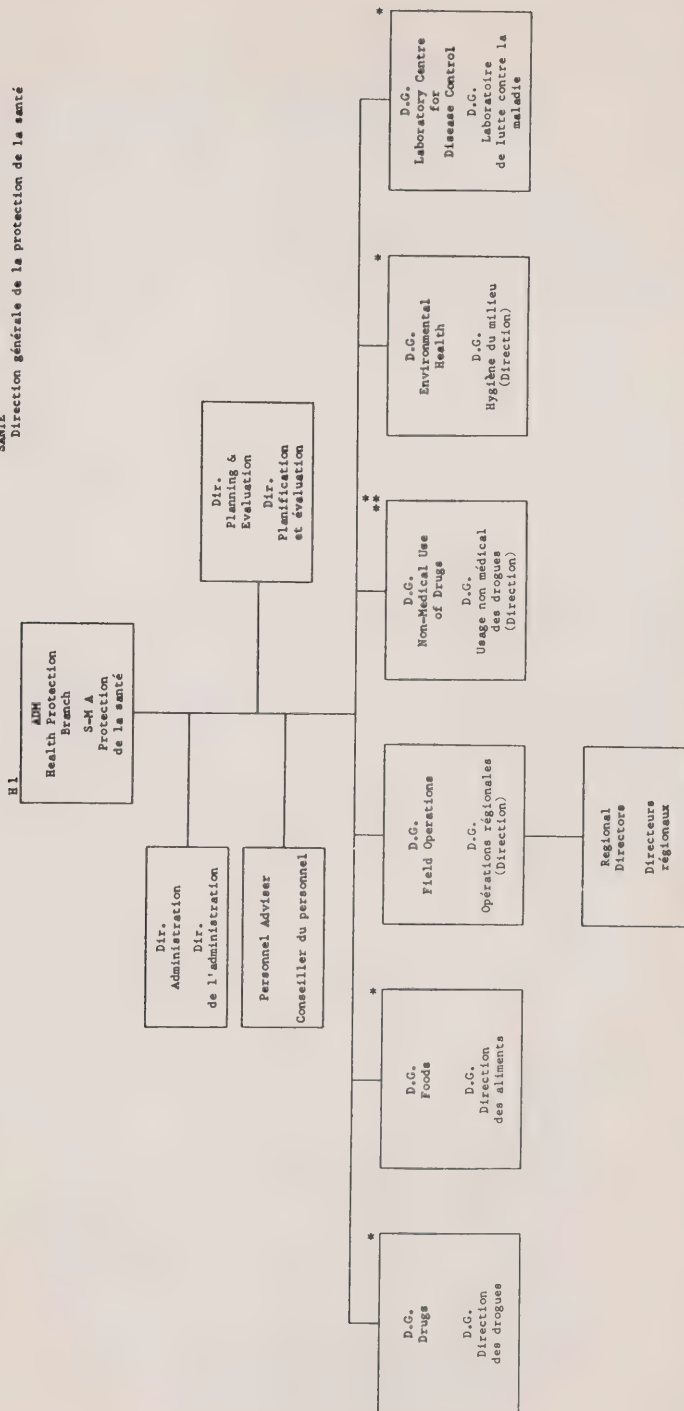 SANTE
Direction générale de la protection de la santé
H 1
ADM
Health Protection
Branch
S-M A
Protection
de la santé
Dir.
Administration
Dir.
de l'administration
Dir.
Planning &
Evaluation
Dir.
Planification
et évaluation
Personnel Adviser
Conseiller du personnel
*
D.G.
Drugs
D.G.
Direction
des drogues
*
D.G.
Foods
D.G.
Direction
des aliments
D.G.
Field Operations
D.G.
Opérations régionales
(Direction)
*
**
D.G.
Non-Medical Use
of Drugs
D.G.
Usage non médical
des drogues
(Direction)
*
D.G.
Environmental
Health
D.G.
Hygiène du milieu
(Direction)
*
D.G.
Laboratory Centre
for
Disease Control
D.G.
Laboratoire
de lutte contre la
maladie
Regional
Directors
Directeurs
régionaux